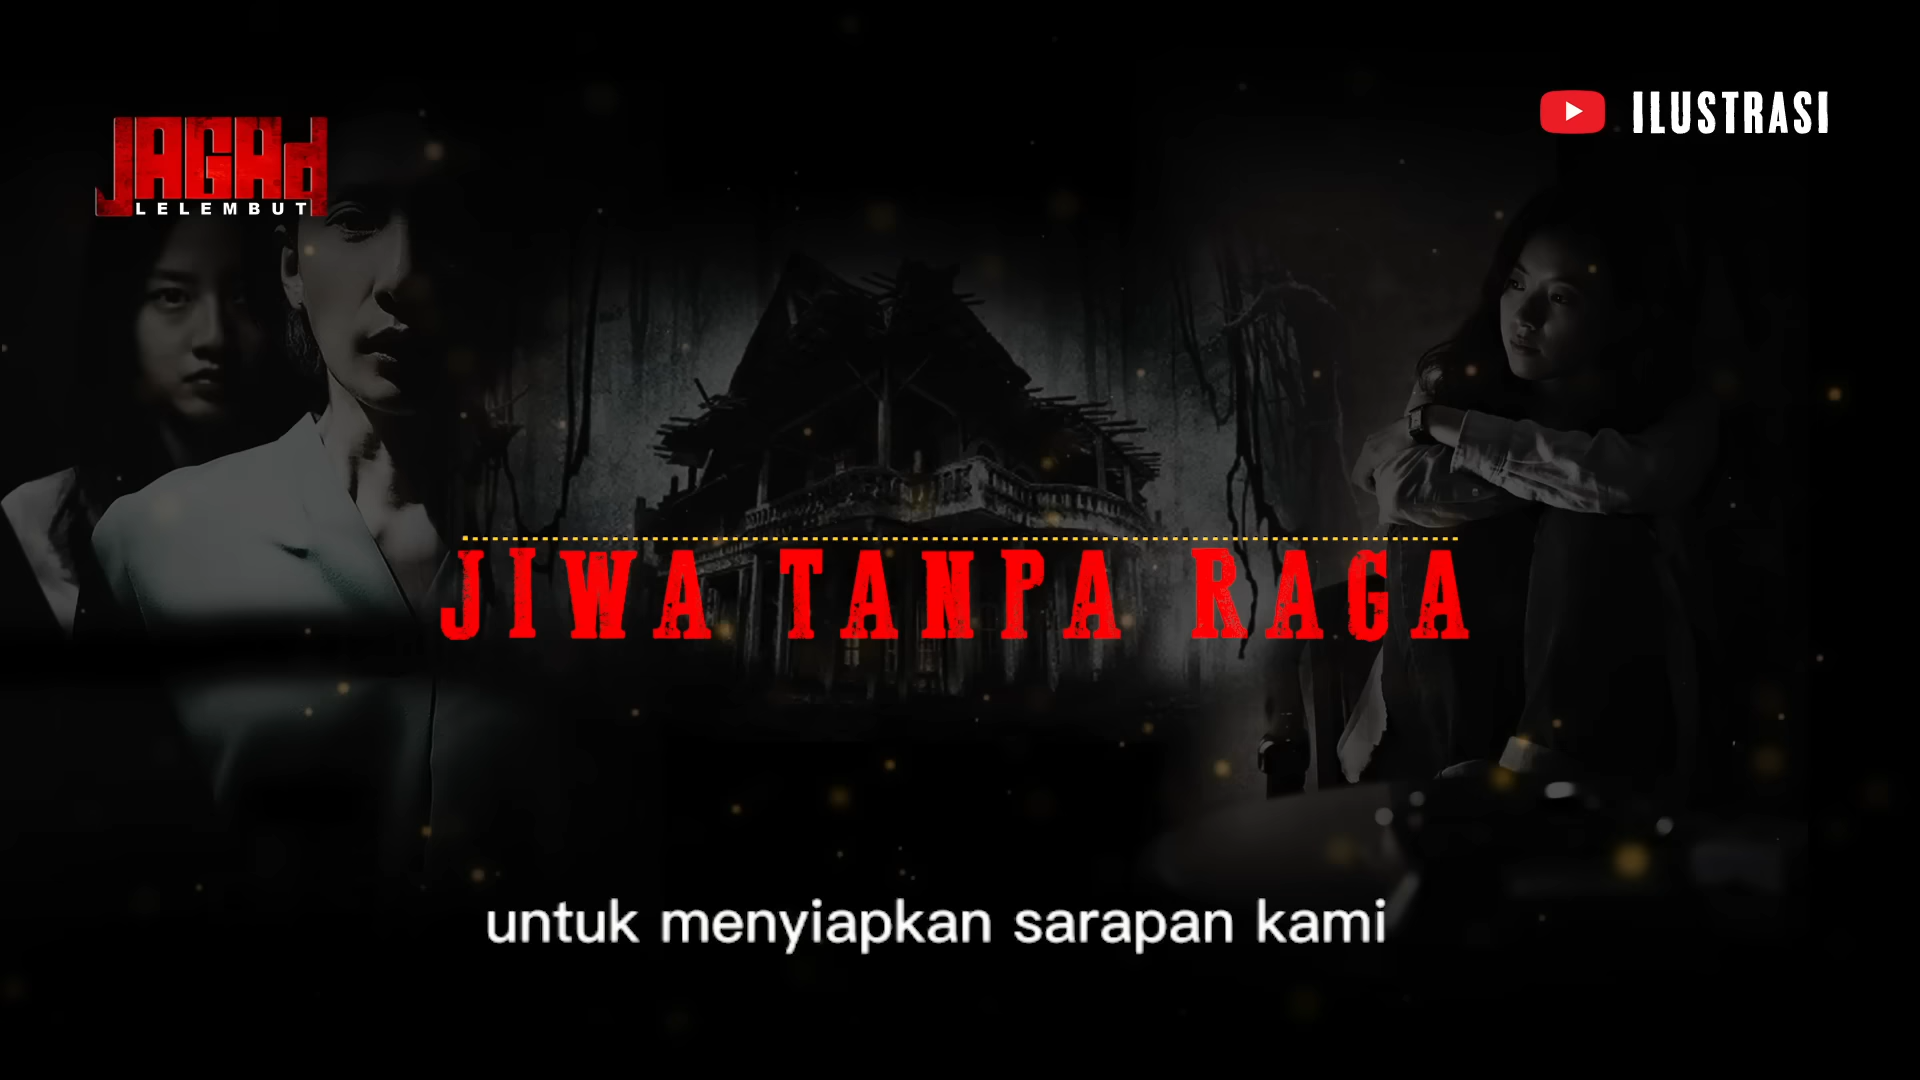 JAGAd
LELEMBUT
ILUSTRASI
JIWA TANPA RAGA
untuk menyiapkan sarapan kami